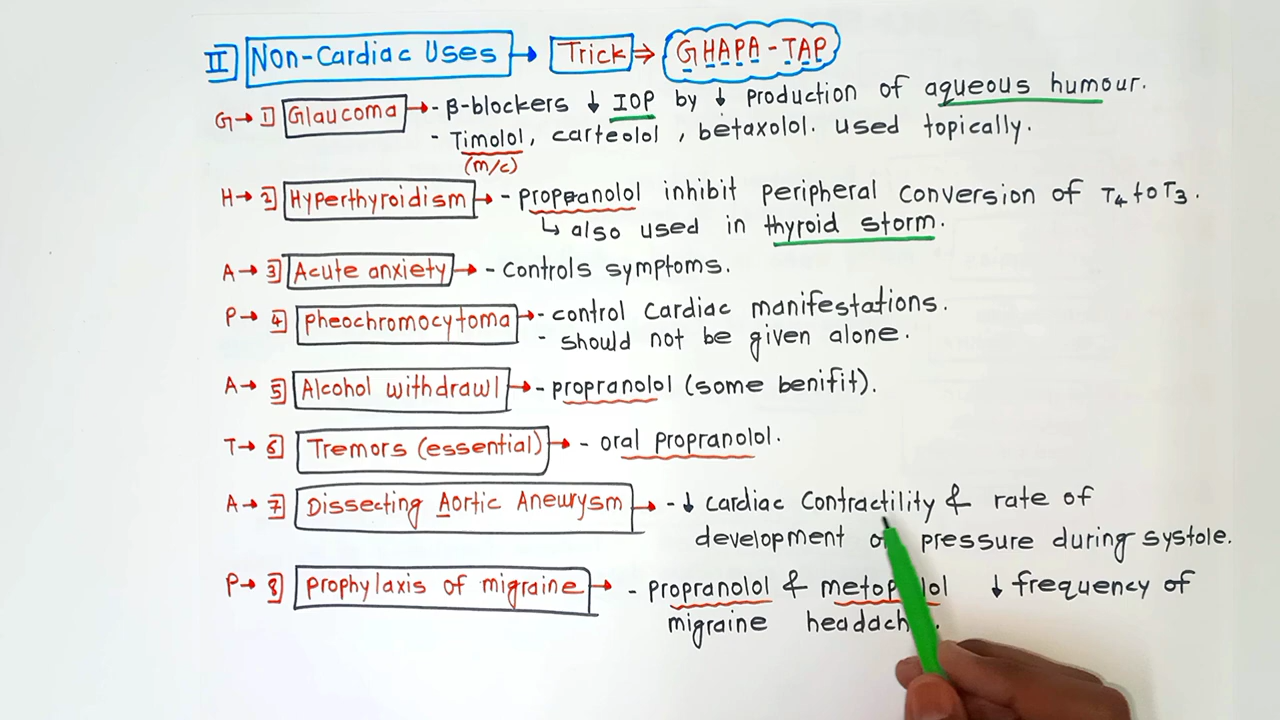 II] Non-Cardiac Uses → Trick → GHAPA-TAP
G→ 1] Glaucoma → - β-blockers ↓ IOP by ↓ production of aqueous humour.
- Timolol, carteolol, betaxolol. used topically.
(m/c)
H→ 2] Hyperthyroidism → - propranolol inhibit peripheral conversion of T4 to T3.
↳ also used in thyroid storm.
A→ 3] Acute anxiety → - controls symptoms.
P→ 4] pheochromocytoma → - control Cardiac manifestations.
- should not be given alone.
A→ 5] Alcohol withdrawl → - propranolol (some benifit).
T→ 6] Tremors (essential) → - oral propranolol.
A→ 7] Dissecting Aortic Aneurysm → - ↓ cardiac Contractility & rate of
development of pressure during systole.
P→ 8] prophylaxis of migraine → - propranolol & metoprolol ↓ frequency of
migraine headache.